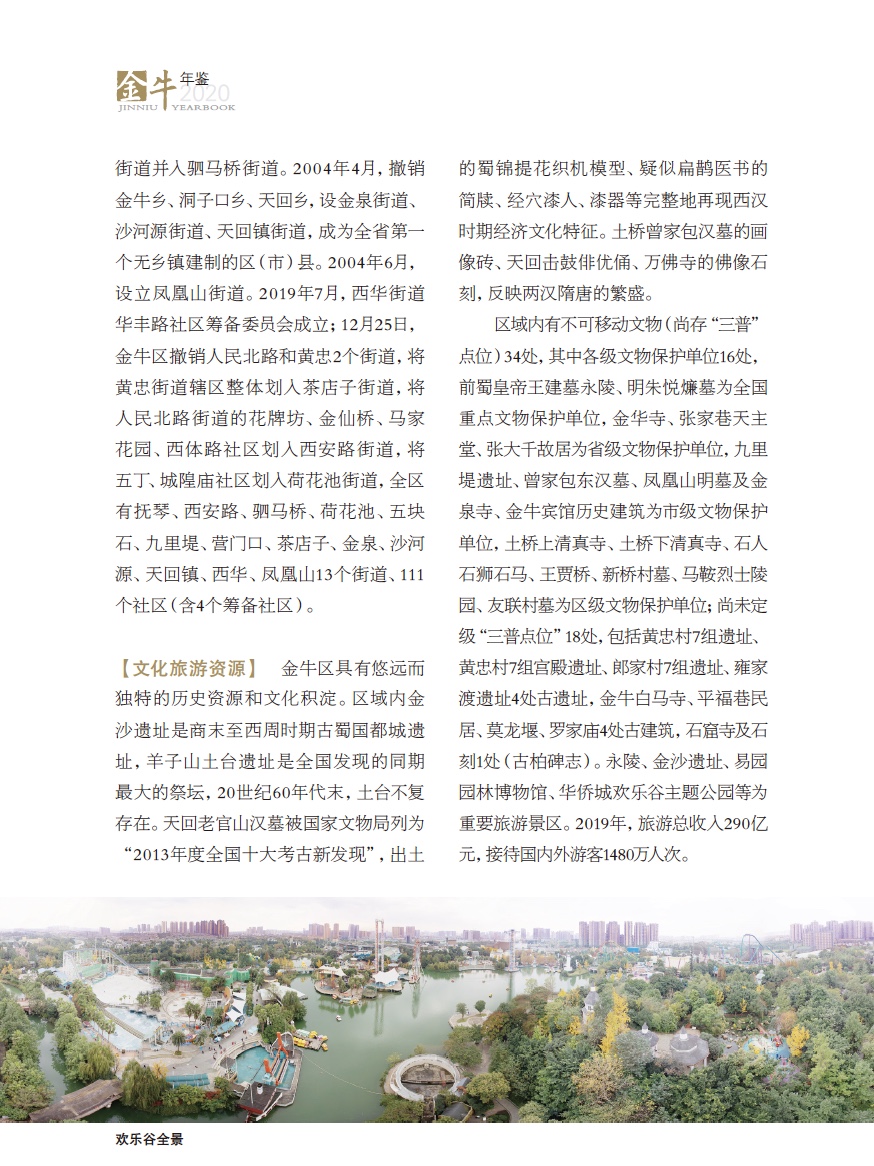 金牛 年鉴
2020
JINNIU YEARBOOK
街道并入驷马桥街道。2004年4月，撤销
金牛乡、洞子口乡、天回乡，设金泉街道、
沙河源街道、天回镇街道，成为全省第一
个无乡镇建制的区（市）县。2004年6月，
设立凤凰山街道。2019年7月，西华街道
华丰路社区筹备委员会成立；12月25日，
金牛区撤销人民北路和黄忠2个街道，将
黄忠街道辖区整体划入茶店子街道，将
人民北路街道的花牌坊、金仙桥、马家
花园、西体路社区划入西安路街道，将
五丁、城隍庙社区划入荷花池街道，全区
有抚琴、西安路、驷马桥、荷花池、五块
石、九里堤、营门口、茶店子、金泉、沙河
源、天回镇、西华、凤凰山13个街道、111
个社区（含4个筹备社区）。
【文化旅游资源】 金牛区具有悠远而
独特的历史资源和文化积淀。区域内金
沙遗址是商末至西周时期古蜀国都城遗
址，羊子山土台遗址是全国发现的同期
最大的祭坛，20世纪60年代末，土台不复
存在。天回老官山汉墓被国家文物局列为
“2013年度全国十大考古新发现”，出土
的蜀锦提花织机模型、疑似扁鹊医书的
简牍、经穴漆人、漆器等完整地再现西汉
时期经济文化特征。土桥曾家包汉墓的画
像砖、天回击鼓俳优俑、万佛寺的佛像石
刻，反映两汉隋唐的繁盛。
区域内有不可移动文物（尚存“三普”
点位）34处，其中各级文物保护单位16处，
前蜀皇帝王建墓永陵、明朱悦燫墓为全国
重点文物保护单位，金华寺、张家巷天主
堂、张大千故居为省级文物保护单位，九里
堤遗址、曾家包东汉墓、凤凰山明墓及金
泉寺、金牛宾馆历史建筑为市级文物保护
单位，土桥上清真寺、土桥下清真寺、石人
石狮石马、王贾桥、新桥村墓、马鞍烈士陵
园、友联村墓为区级文物保护单位；尚未定
级“三普点位”18处，包括黄忠村7组遗址、
黄忠村7组宫殿遗址、郎家村7组遗址、雍家
渡遗址4处古遗址，金牛白马寺、平福巷民
居、莫龙堰、罗家庙4处古建筑，石窟寺及石
刻1处（古柏碑志）。永陵、金沙遗址、易园
园林博物馆、华侨城欢乐谷主题公园等为
重要旅游景区。2019年，旅游总收入290亿
元，接待国内外游客1480万人次。
欢乐谷全景